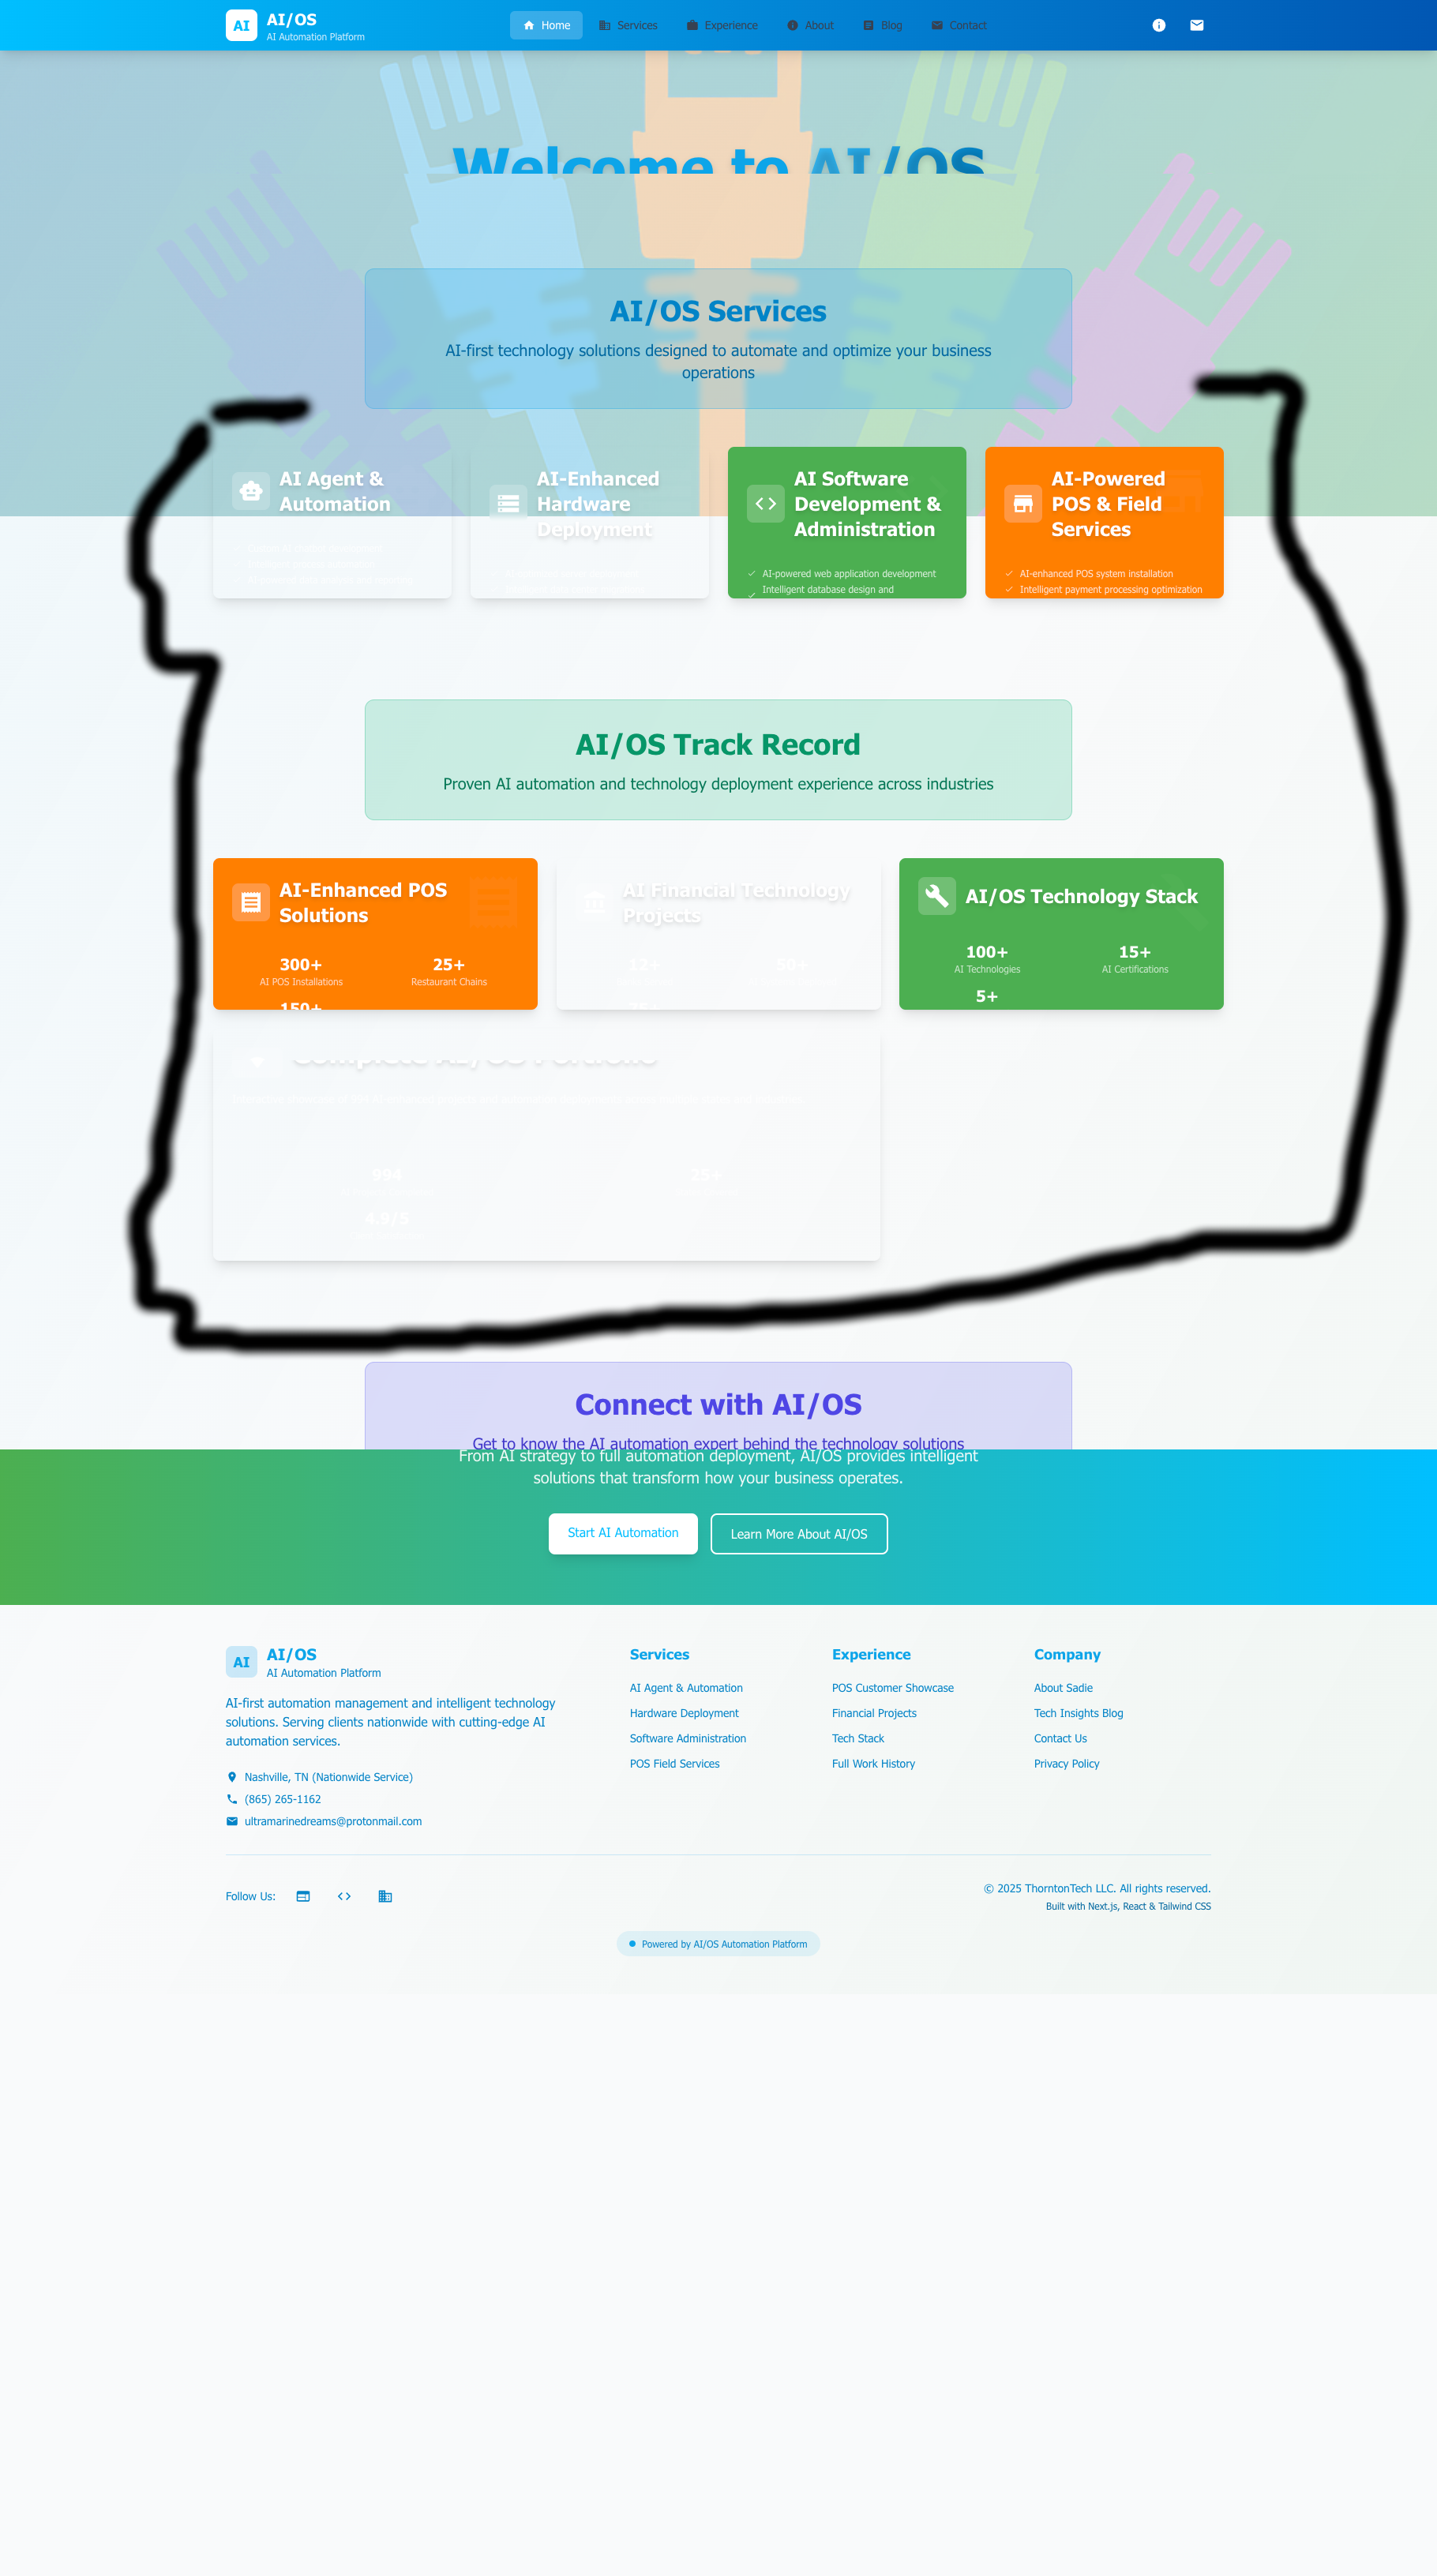 AI
AI/OS
AI Automation Platform
Home
Services
Experience
About
Blog
Contact
Welcome to AI/OS
AI/OS Services
AI-first technology solutions designed to automate and optimize your business
operations
AI Agent &
Automation
AI-Enhanced
Hardware
Deployment
AI Software
Development &
Administration
AI-powered web application development
Intelligent database design and
AI-Powered
POS & Field
Services
AI-enhanced POS system installation
Intelligent payment processing optimization
AI/OS Track Record
Proven AI automation and technology deployment experience across industries
AI-Enhanced POS
Solutions
300+
AI POS Installations
25+
Restaurant Chains
150+
AI Financial Technology
Projects
12+
50+
AI/OS Technology Stack
100+
AI Technologies
15+
AI Certifications
5+
Complete AI/OS Portfolio
994
25+
4.9/5
Connect with AI/OS
Get to know the AI automation expert behind the technology solutions
From AI strategy to full automation deployment, AI/OS provides intelligent
solutions that transform how your business operates.
Start AI Automation
Learn More About AI/OS
AI
AI/OS
AI Automation Platform
AI-first automation management and intelligent technology
solutions. Serving clients nationwide with cutting-edge AI
automation services.
Nashville, TN (Nationwide Service)
(865) 265-1162
ultramarinedreams@protonmail.com
Services
AI Agent & Automation
Hardware Deployment
Software Administration
POS Field Services
Experience
POS Customer Showcase
Financial Projects
Tech Stack
Full Work History
Company
About Sadie
Tech Insights Blog
Contact Us
Privacy Policy
Follow Us:
© 2025 ThorntonTech LLC. All rights reserved.
Built with Next.js, React & Tailwind CSS
Powered by AI/OS Automation Platform